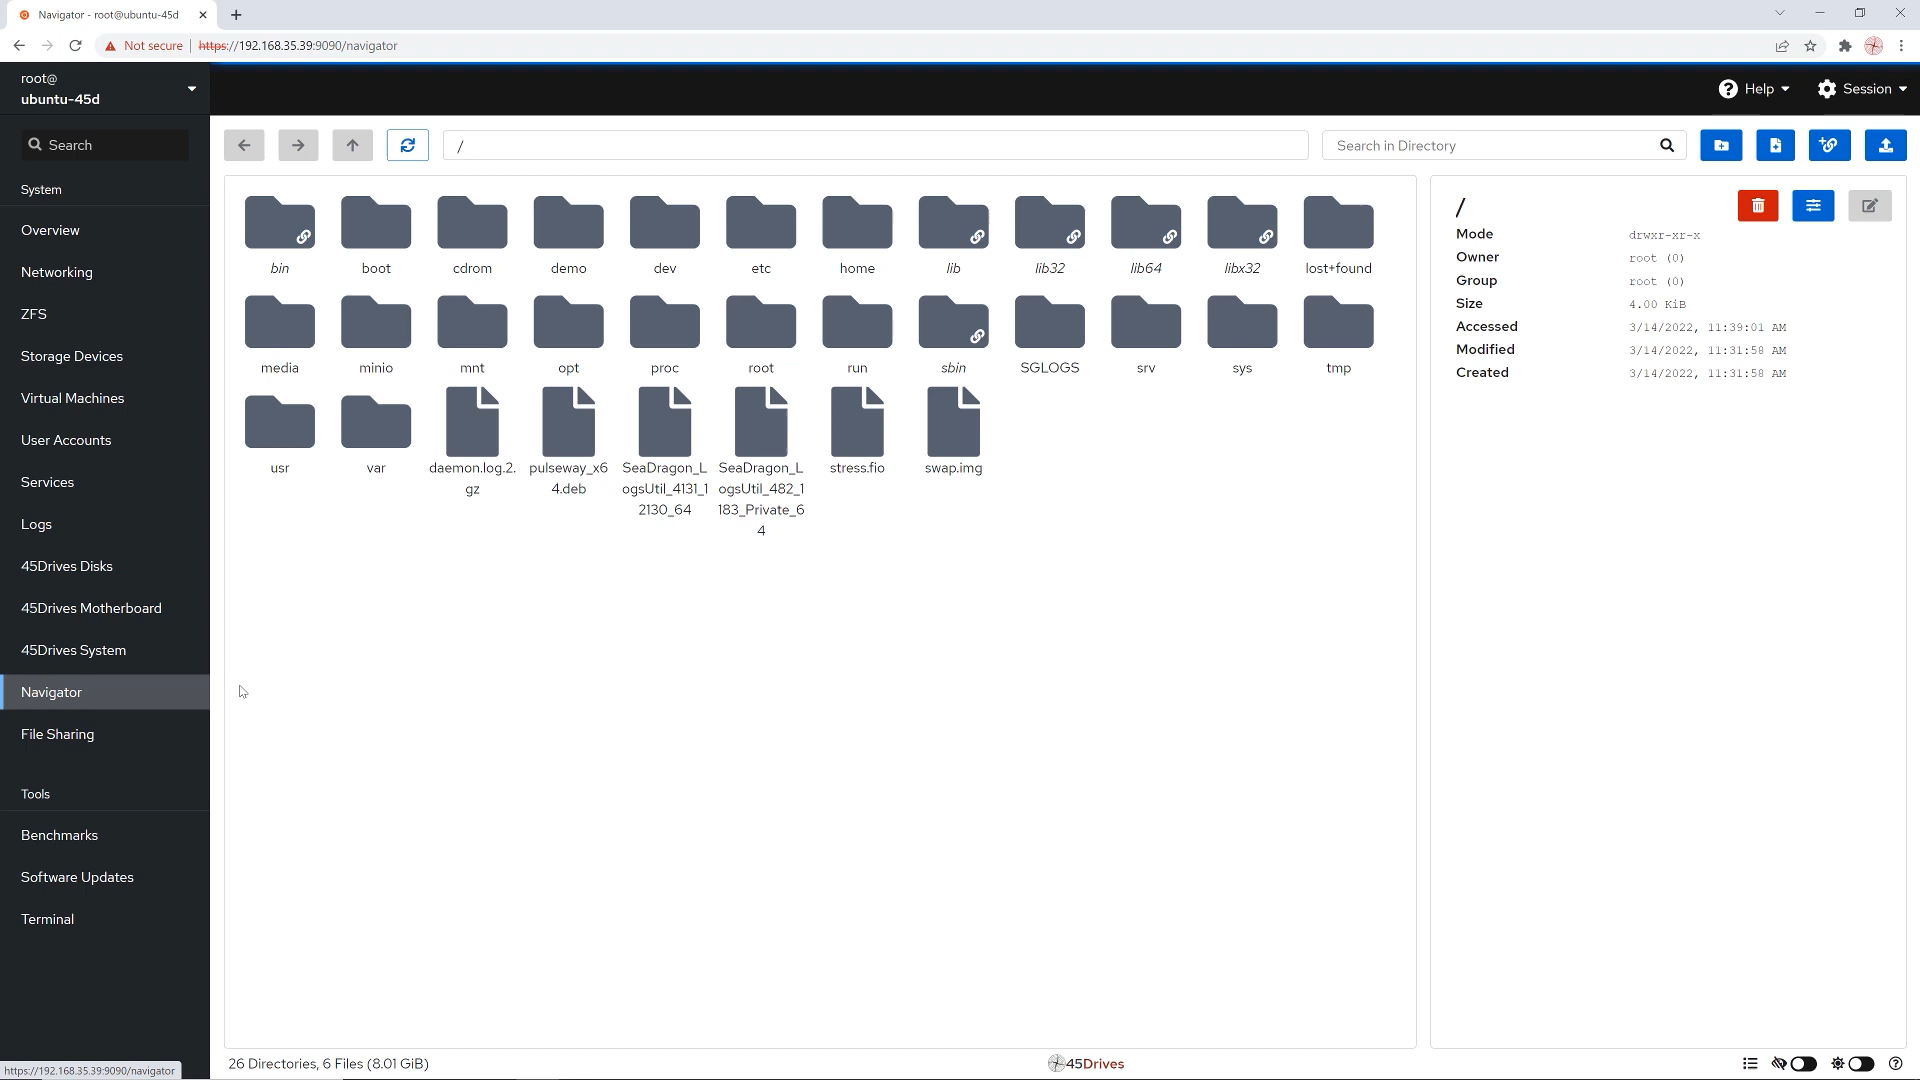 Navigator - root@ubuntu-45d
Not secure
https://192.168.35.39:9090/navigator
root@
ubuntu-45d
Help
Session
Search
/
Search in Directory
System
Overview
Networking
ZFS
Storage Devices
Virtual Machines
User Accounts
Services
Logs
45Drives Disks
45Drives Motherboard
45Drives System
Navigator
File Sharing
Tools
Benchmarks
Software Updates
Terminal
bin
boot
cdrom
demo
dev
etc
home
lib
lib32
lib64
libx32
lost+found
media
minio
mnt
opt
proc
root
run
sbin
SGLOGS
srv
sys
tmp
usr
var
daemon.log.2.
gz
pulseway_x6
4.deb
SeaDragon_L
ogsUtil_4131_1
2130_64
SeaDragon_L
ogsUtil_482_1
183_Private_6
4
stress.fio
swap.img
/
Mode drwxr-xr-x
Owner root (0)
Group root (0)
Size 4.00 KiB
Accessed 3/14/2022, 11:39:01 AM
Modified 3/14/2022, 11:31:58 AM
Created 3/14/2022, 11:31:58 AM
26 Directories, 6 Files (8.01 GiB)
45Drives
https://192.168.35.39:9090/navigator